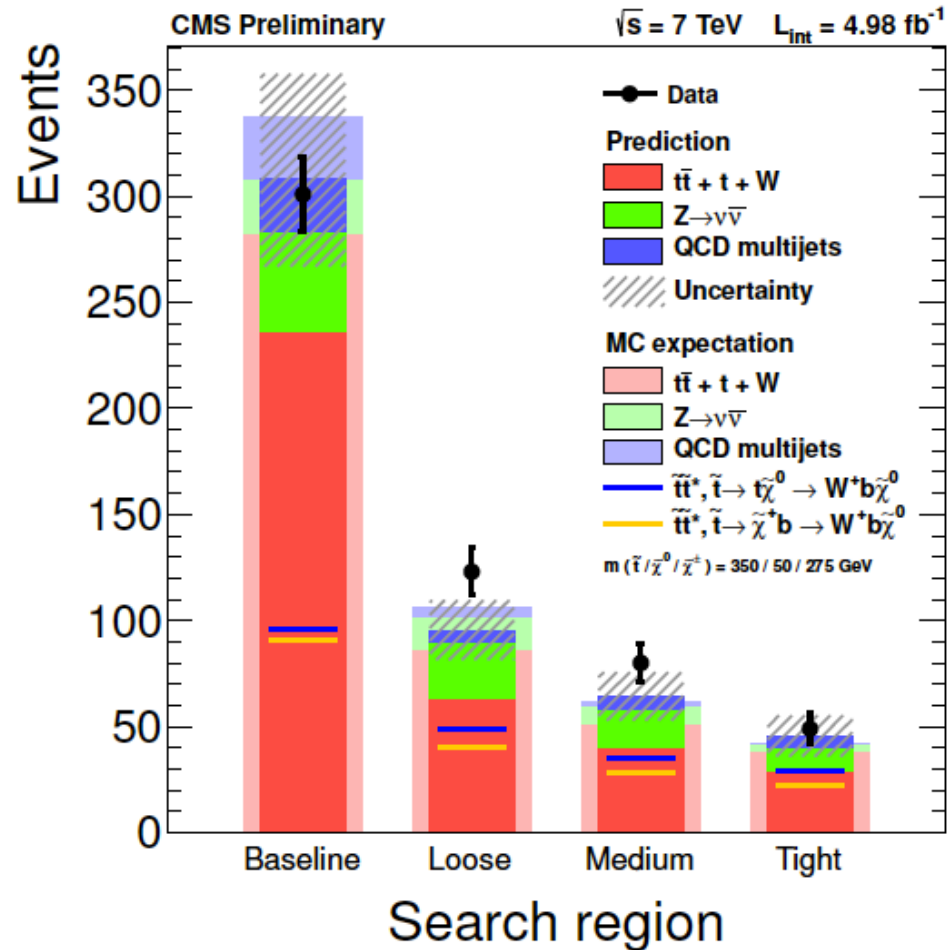 CMS Preliminary √s = 7 TeV L_int = 4.98 fb⁻¹
Events
350
300
250
200
150
100
50
0
Data
Prediction
tt̄ + t + W
Z→νν̄
QCD multijets
Uncertainty
MC expectation
tt̄ + t + W
Z→νν̄
QCD multijets
t̃t̃*, t̃→ tχ̃⁰ → W⁺bχ̃⁰
t̃t̃*, t̃→ χ̃⁺b → W⁺bχ̃⁰
m (t̃ / χ̃⁰ / χ̃±) = 350 / 50 / 275 GeV
Baseline Loose Medium Tight
Search region